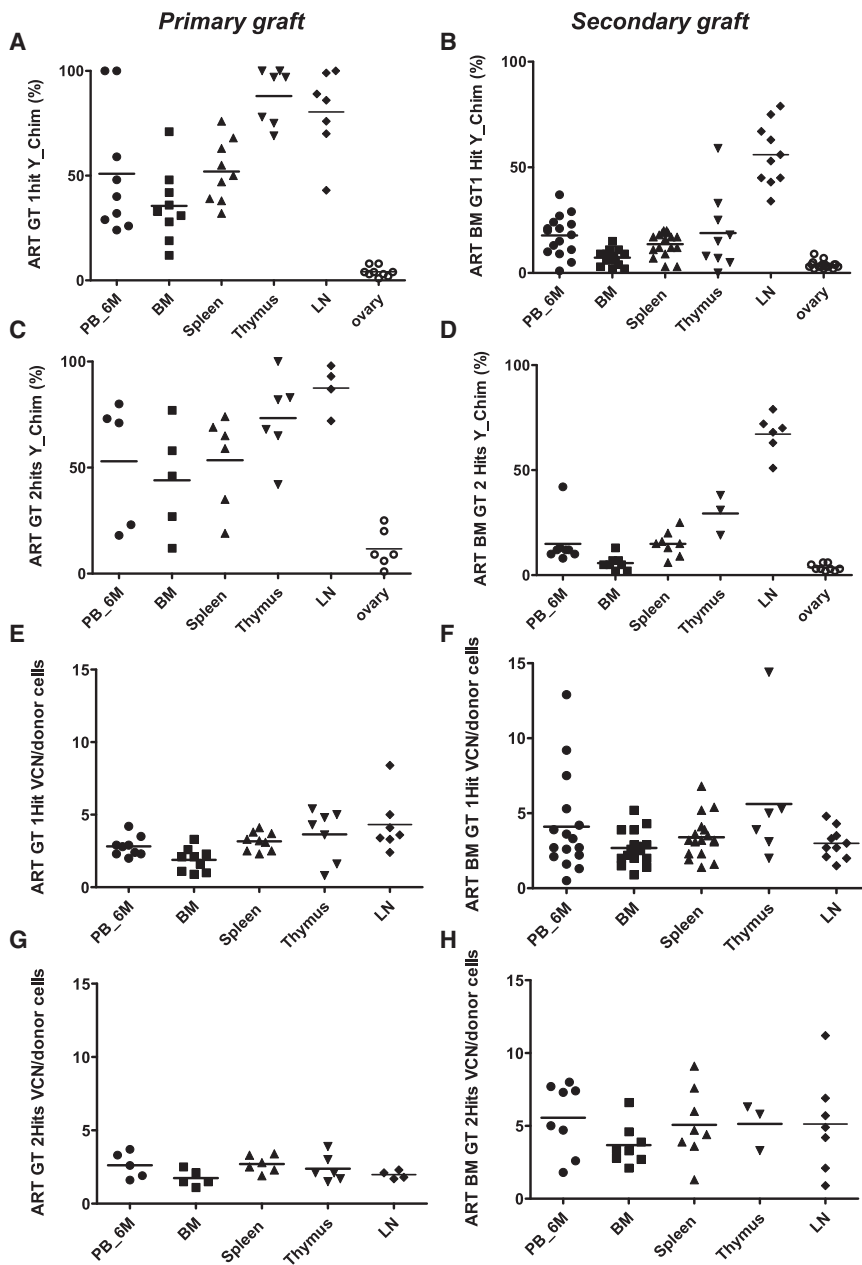 Primary graft
Secondary graft
A
ART GT 1hit Y_Chim (%)
100
50
0
PB_6M
BM
Spleen
Thymus
LN
ovary
B
ART BM GT1 Hit Y_Chim (%)
100
50
0
PB_6M
BM
Spleen
Thymus
LN
ovary
C
ART GT 2hits Y_Chim (%)
100
50
0
PB_6M
BM
Spleen
Thymus
LN
ovary
D
ART BM GT 2 Hits Y_Chim (%)
100
50
0
PB_6M
BM
Spleen
Thymus
LN
ovary
E
ART GT 1Hit VCN/donor cells
15
10
5
0
PB_6M
BM
Spleen
Thymus
LN
F
ART BM GT 1Hit VCN/donor cells
15
10
5
0
PB_6M
BM
Spleen
Thymus
LN
G
ART GT 2Hits VCN/donor cells
15
10
5
0
PB_6M
BM
Spleen
Thymus
LN
H
ART BM GT 2Hits VCN/donor cells
15
10
5
0
PB_6M
BM
Spleen
Thymus
LN